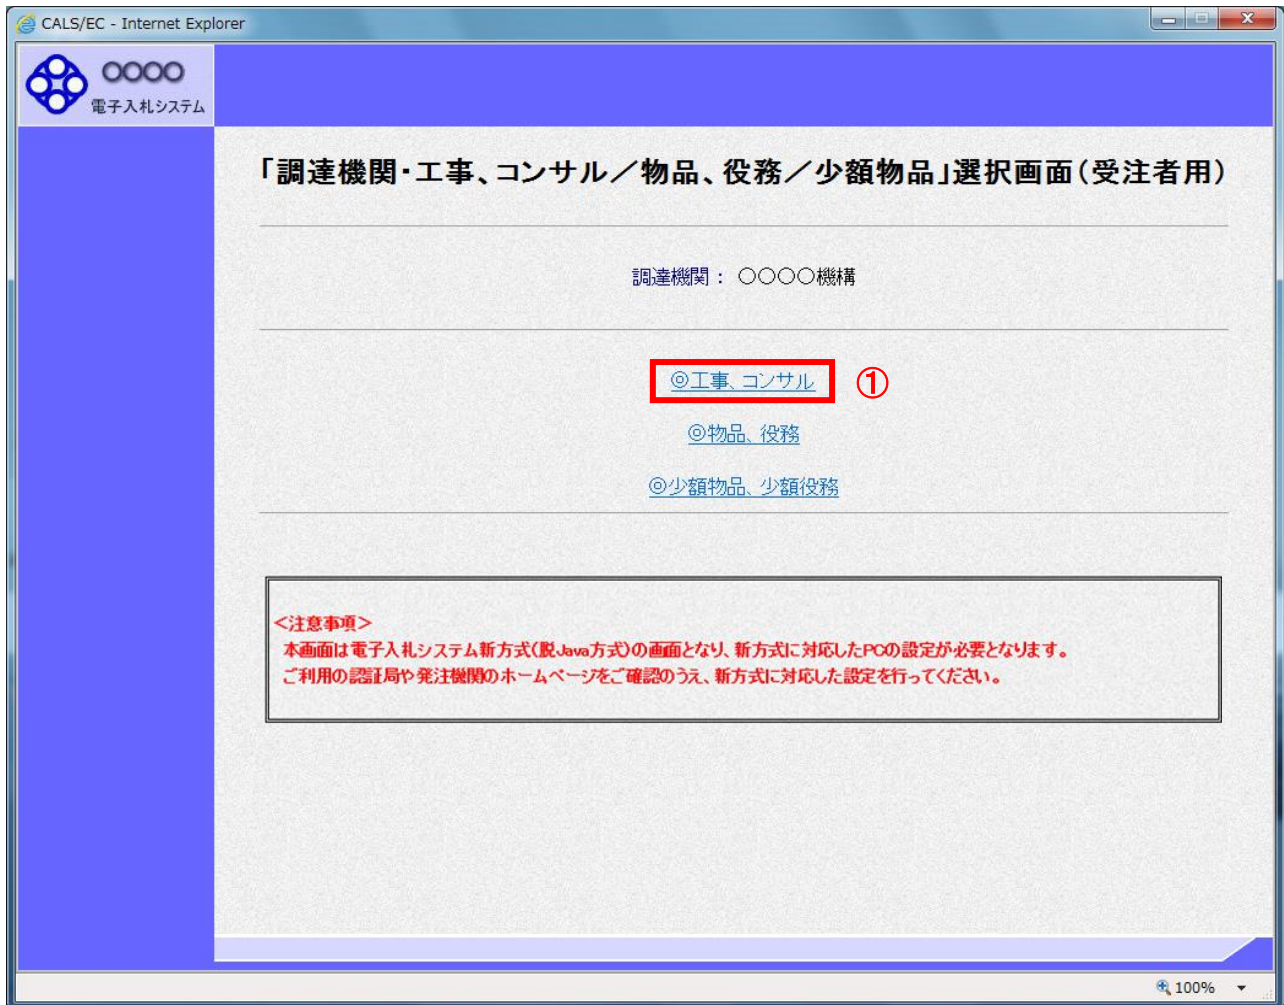 CALS/EC - Internet Explorer
〇〇〇〇
電子入札システム
「調達機関・工事、コンサル／物品、役務／少額物品」選択画面(受注者用)
調達機関： 〇〇〇〇機構
◎工事、コンサル ①
◎物品、役務
◎少額物品、少額役務
＜注意事項＞
本画面は電子入札システム新方式(脱Java方式)の画面となり、新方式に対応したPCの設定が必要となります。
ご利用の認証局や発注機関のホームページをご確認のうえ、新方式に対応した設定を行ってください。
100%